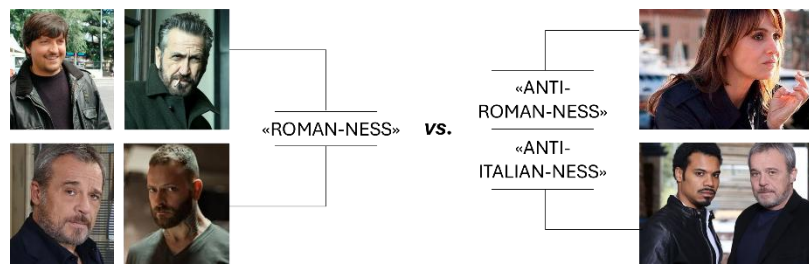 «ROMAN-NESS»
vs.
«ANTI-
ROMAN-NESS»
«ANTI-
ITALIAN-NESS»